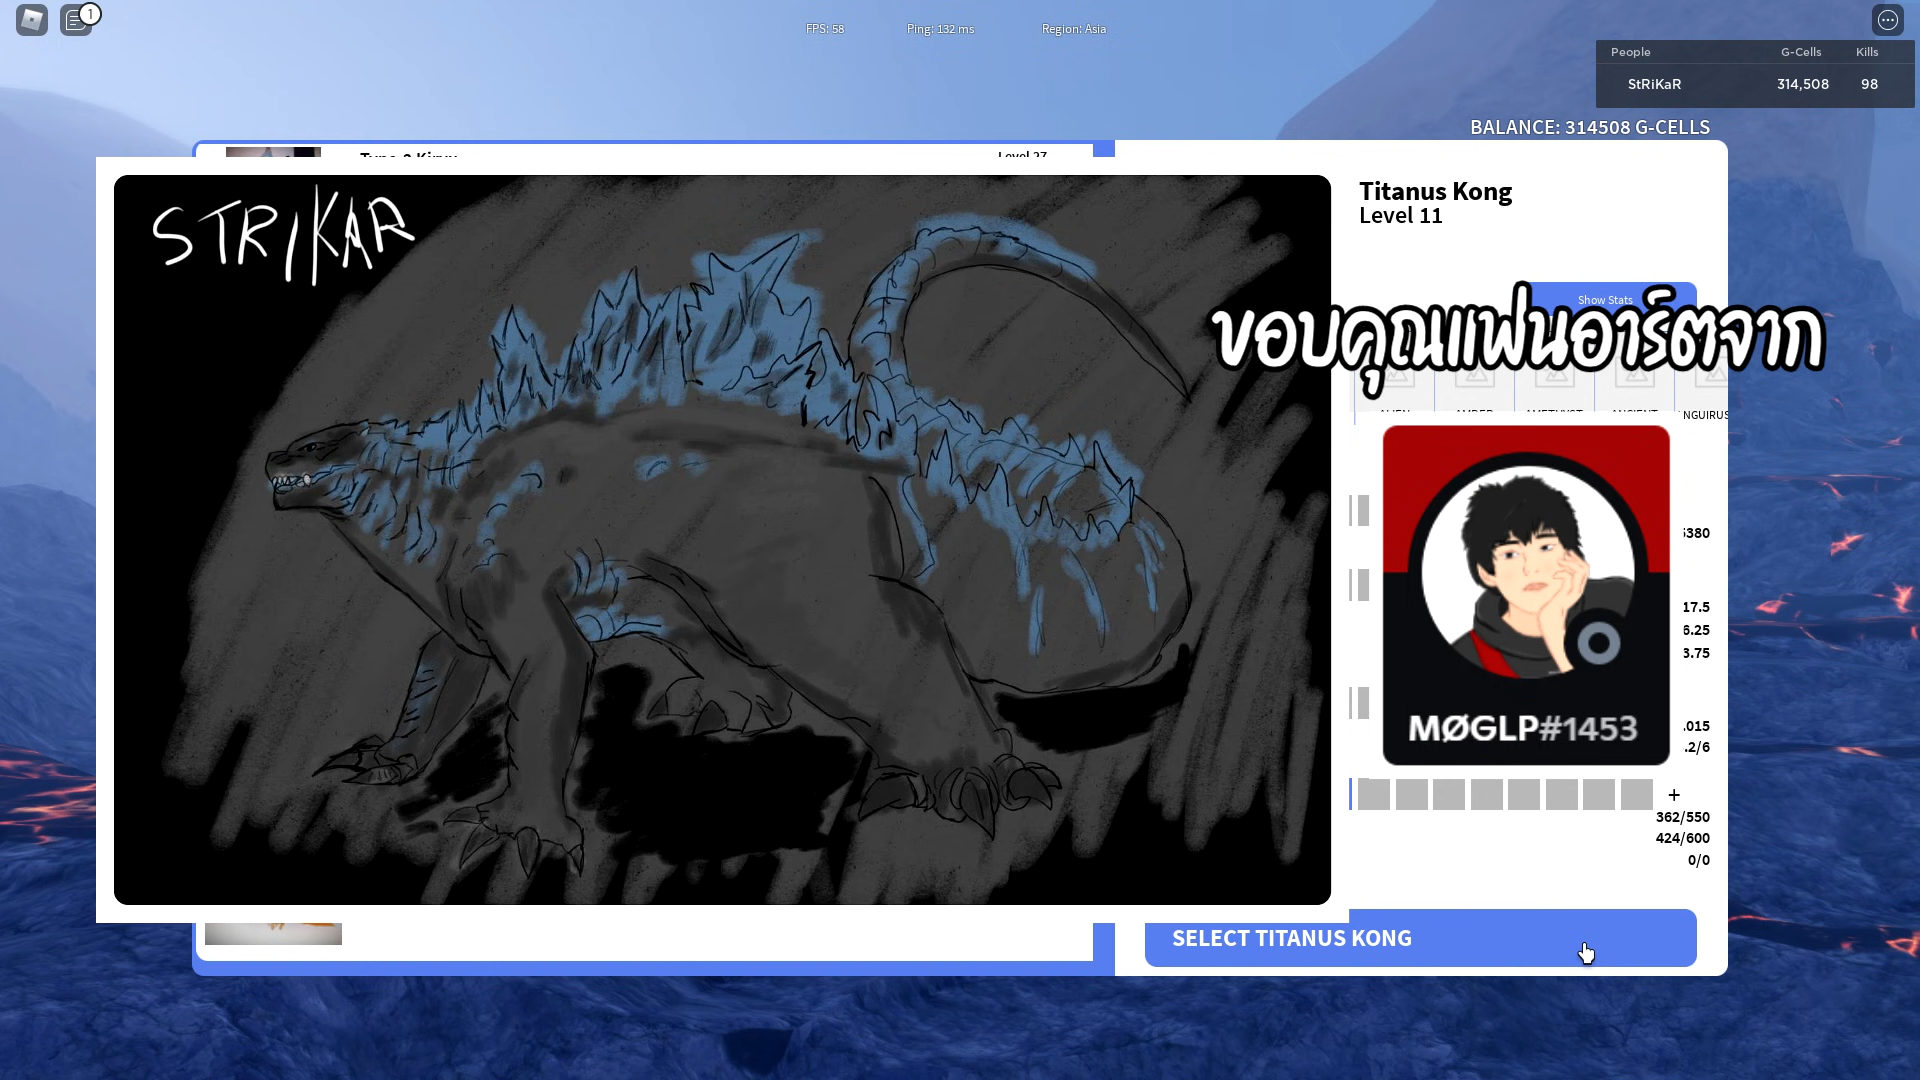 1
FPS: 58
Ping: 132 ms
Region: Asia
People G-Cells Kills
StRiKaR 314,508 98
BALANCE: 314508 G-CELLS
STRIKAR
Titanus Kong
Level 11
Show Stats
ขอบคุณแฟนอาร์ตจาก
NGUIRUS
380
17.5
6.25
3.75
.015
.2/6
MØGLP#1453
+
362/550
424/600
0/0
SELECT TITANUS KONG